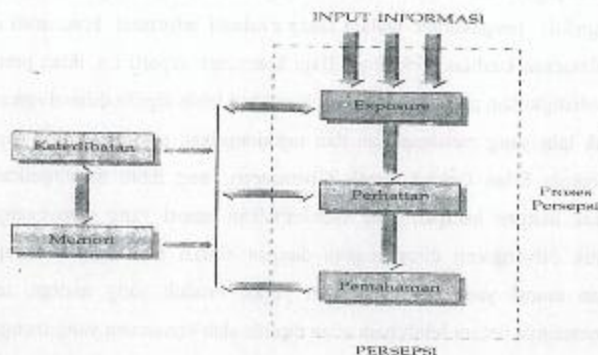 INPUT INFORMASI
Exposure
Keterlibatan
Perhatian
Proses
Persepsi
Memori
Pemahaman
PERSEPSI